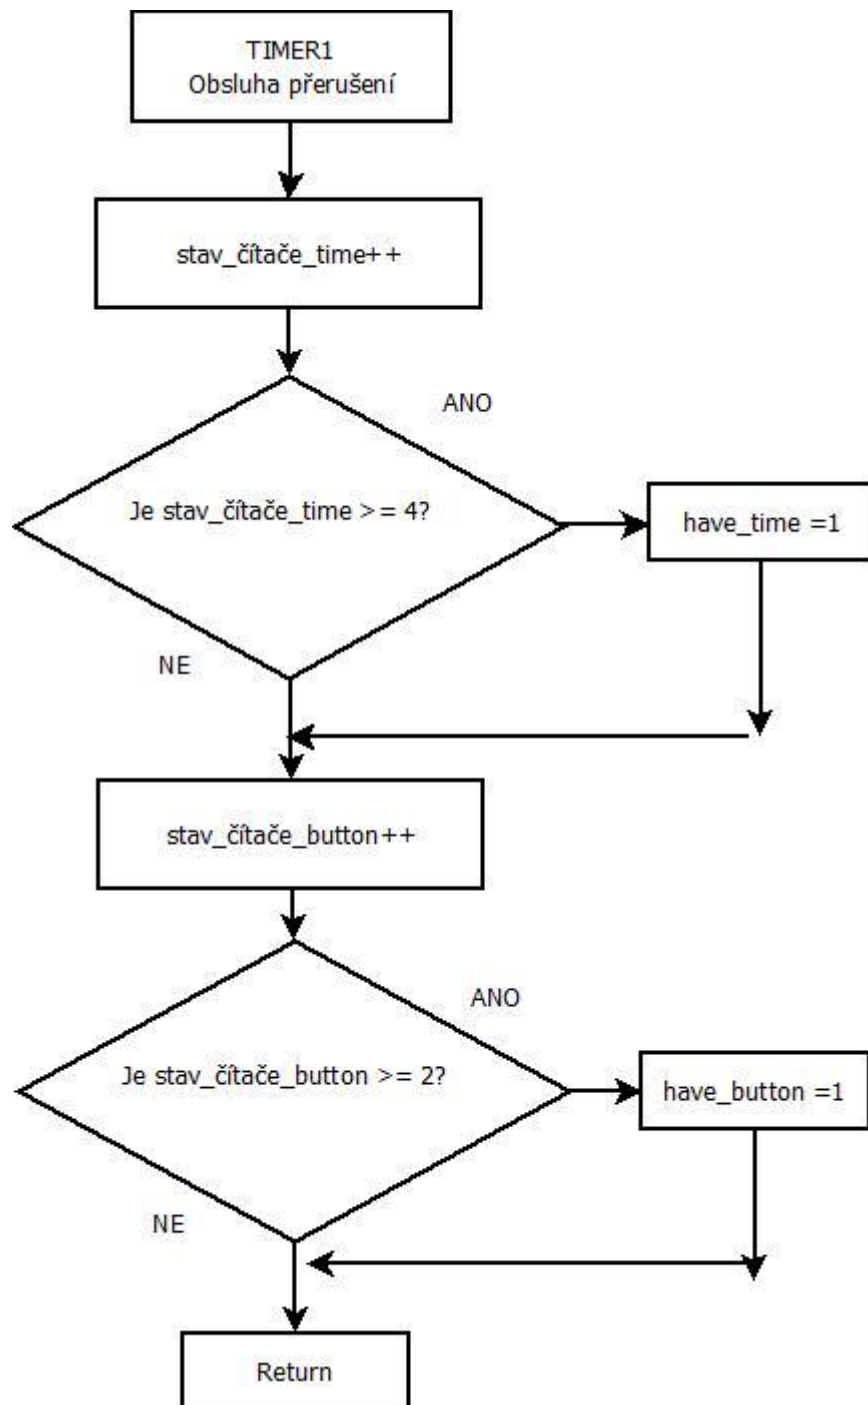 TIMER1
Obsluha přerušení
stav_čítače_time++
ANO
Je stav_čítače_time >= 4?
have_time =1
NE
stav_čítače_button++
ANO
Je stav_čítače_button >= 2?
have_button =1
NE
Return